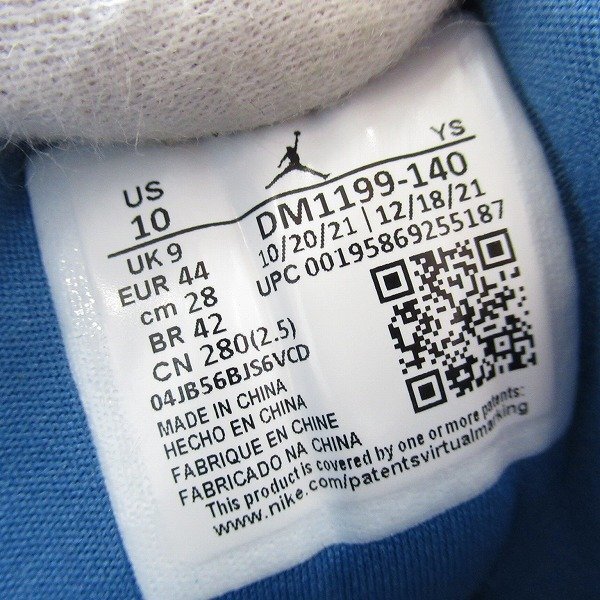 US
10
UK 9
EUR 44
cm 28
BR 42
CN 280(2.5)
04JB56BJS6VCD
YS
DM1199-140
10/20/21 | 12/18/21
UPC 00195869255187
MADE IN CHINA
HECHO EN CHINA
FABRIQUE EN CHINE
FABRICADO NA CHINA
This product is covered by one or more patents:
www.nike.com/patentsvirtualmarking